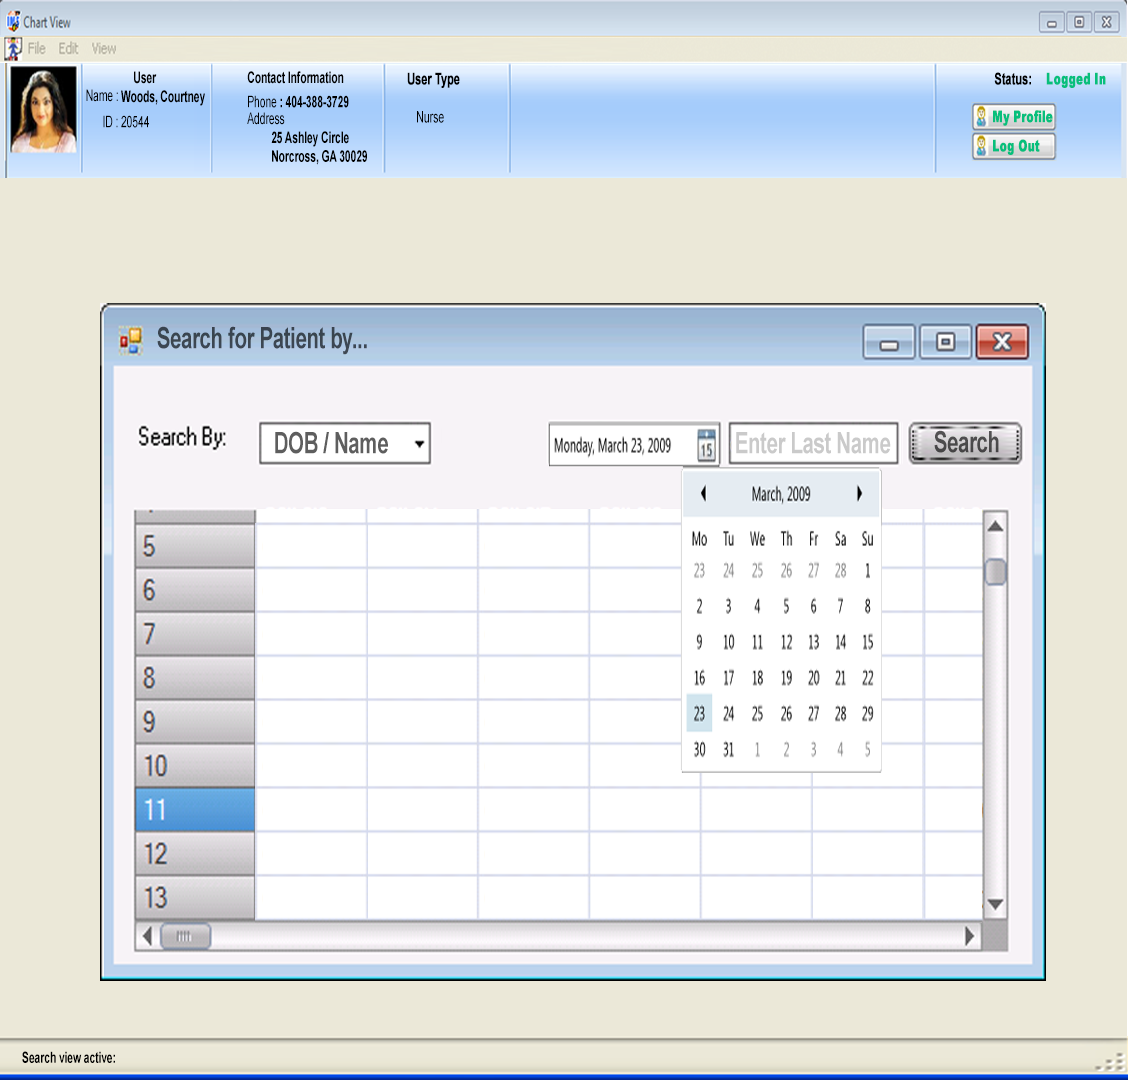 Chart View
File Edit View
User
Name : Woods, Courtney
ID : 20544
Contact Information
Phone : 404-388-3729
Address
25 Ashley Circle
Norcross, GA 30029
User Type
Nurse
Status: Logged In
My Profile
Log Out
Search for Patient by...
Search By:
DOB / Name
Monday, March 23, 2009
15
Enter Last Name
Search
March, 2009
Mo Tu We Th Fr Sa Su
23 24 25 26 27 28 1
2 3 4 5 6 7 8
9 10 11 12 13 14 15
16 17 18 19 20 21 22
23 24 25 26 27 28 29
30 31 1 2 3 4 5
5
6
7
8
9
10
11
12
13
Search view active: